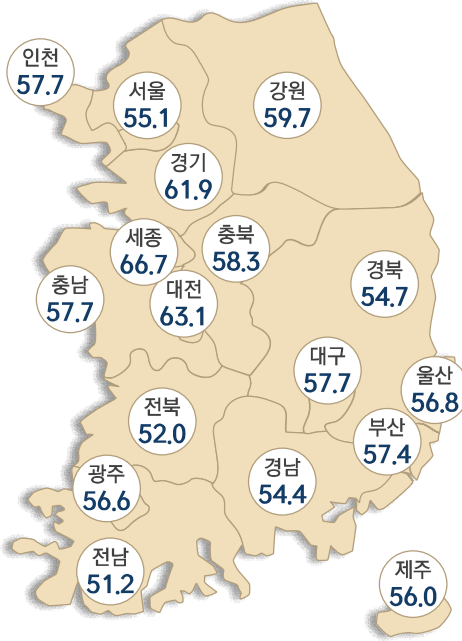 인천
57.7
서울
55.1
강원
59.7
경기
61.9
세종
66.7
충북
58.3
충남
57.7
대전
63.1
경북
54.7
대구
57.7
울산
56.8
전북
52.0
부산
57.4
광주
56.6
경남
54.4
전남
51.2
제주
56.0